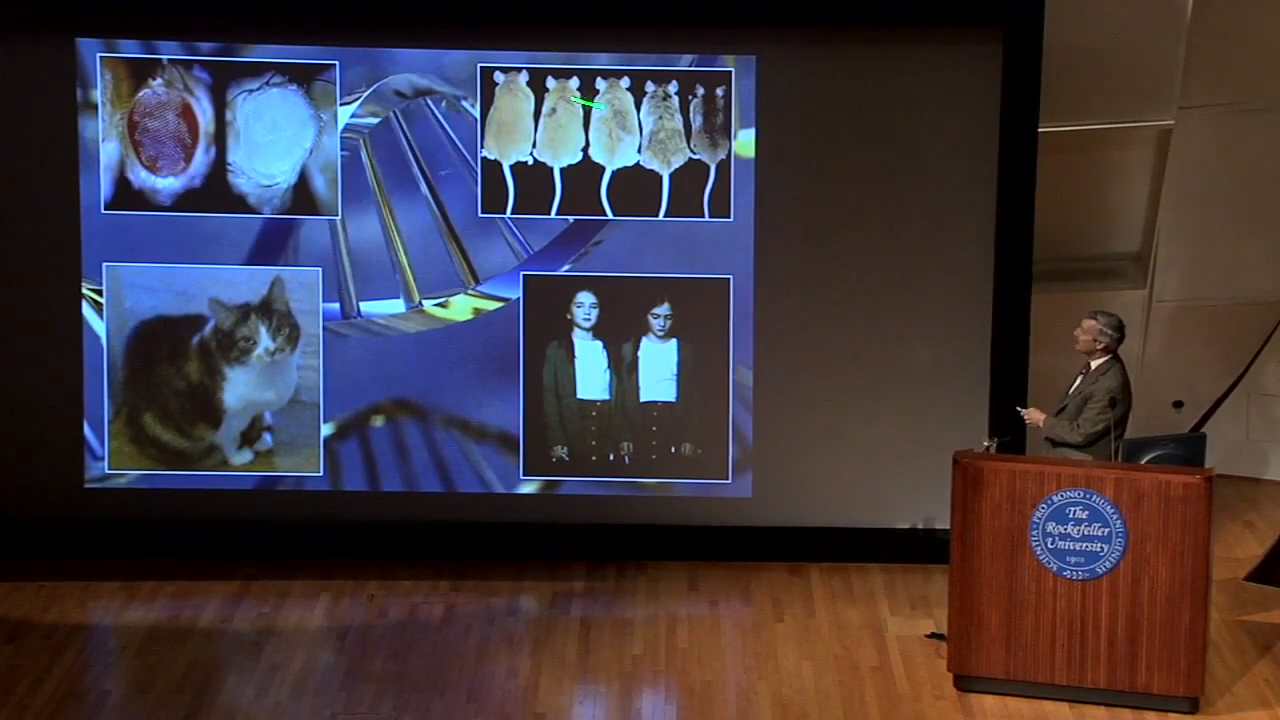 SCIENTIA · PRO · BONO · HUMANI · GENERIS
The
Rockefeller
University
1901